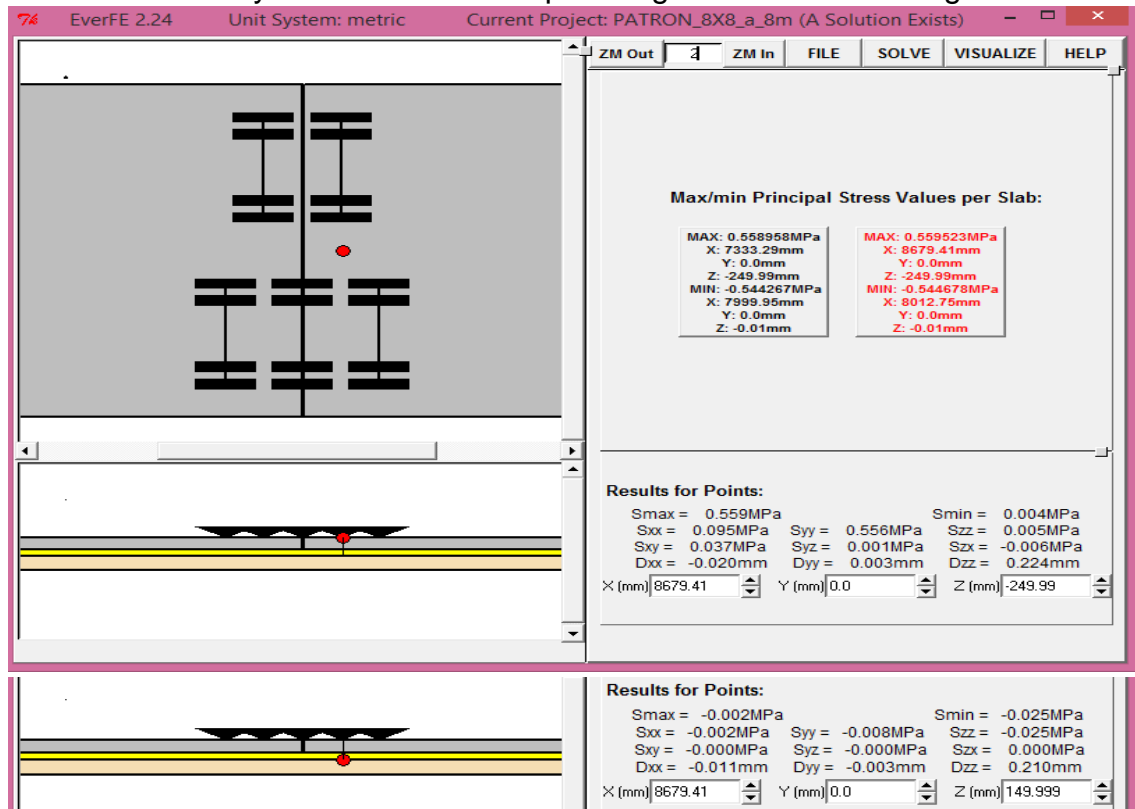 EverFE 2.24 Unit System: metric Current Project: PATRON_8X8_a_8m (A Solution Exists)
ZM Out 2 ZM In FILE SOLVE VISUALIZE HELP
Max/min Principal Stress Values per Slab:
MAX: 0.558958MPa
X: 7333.29mm
Y: 0.0mm
Z: -249.99mm
MIN: -0.544267MPa
X: 7999.95mm
Y: 0.0mm
Z: -0.01mm
MAX: 0.559523MPa
X: 8679.41mm
Y: 0.0mm
Z: -249.99mm
MIN: -0.544678MPa
X: 8012.75mm
Y: 0.0mm
Z: -0.01mm
Results for Points:
Smax = 0.559MPa Smin = 0.004MPa
Sxx = 0.095MPa Syy = 0.556MPa Szz = 0.005MPa
Sxy = 0.037MPa Syz = 0.001MPa Szx = -0.006MPa
Dxx = -0.020mm Dyy = 0.003mm Dzz = 0.224mm
X (mm) 8679.41 Y (mm) 0.0 Z (mm) -249.99
Results for Points:
Smax = -0.002MPa Smin = -0.025MPa
Sxx = -0.002MPa Syy = -0.008MPa Szz = -0.025MPa
Sxy = -0.000MPa Syz = -0.000MPa Szx = 0.000MPa
Dxx = -0.011mm Dyy = -0.003mm Dzz = 0.210mm
X (mm) 8679.41 Y (mm) 0.0 Z (mm) 149.999